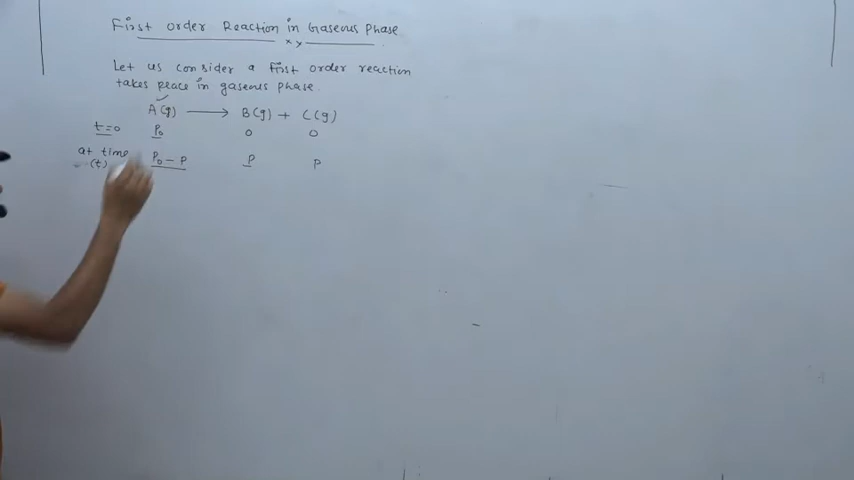 First order Reaction in Gaseous Phase
Let us consider a first order reaction
takes peace in gaseous phase.
A(g) ⟶ B(g) + C(g)
t=0 P₀ 0 0
at time P₀ - P P P
(t)